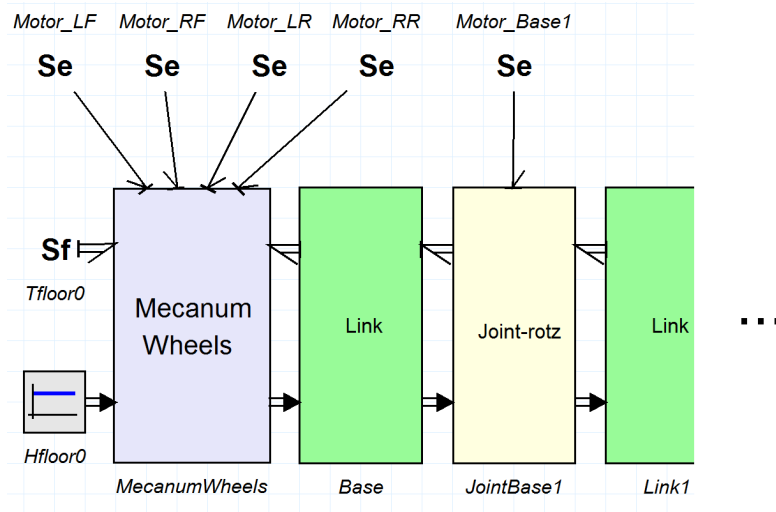 Motor_LF Motor_RF Motor_LR Motor_RR Motor_Base1
Se Se Se Se Se
Sf
Tfloor0
Mecanum
Wheels
Link
Joint-rotz
Link
...
Hfloor0
MecanumWheels Base JointBase1 Link1